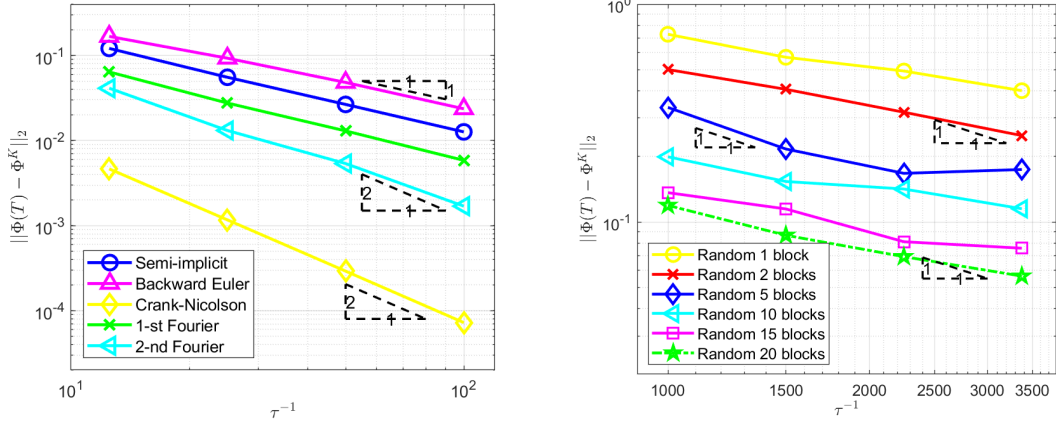 10^{-1}
10^{-2}
10^{-3}
10^{-4}
||Φ(T) − Φ^K||_2
1
1
2
1
2
1
Semi-implicit
Backward Euler
Crank-Nicolson
1-st Fourier
2-nd Fourier
10^1
10^2
τ^{-1}
10^0
10^{-1}
||Φ(T) − Φ^K||_2
1
1
1
1
1
1
Random 1 block
Random 2 blocks
Random 5 blocks
Random 10 blocks
Random 15 blocks
Random 20 blocks
1000
1500
2000
2500
3000
3500
τ^{-1}